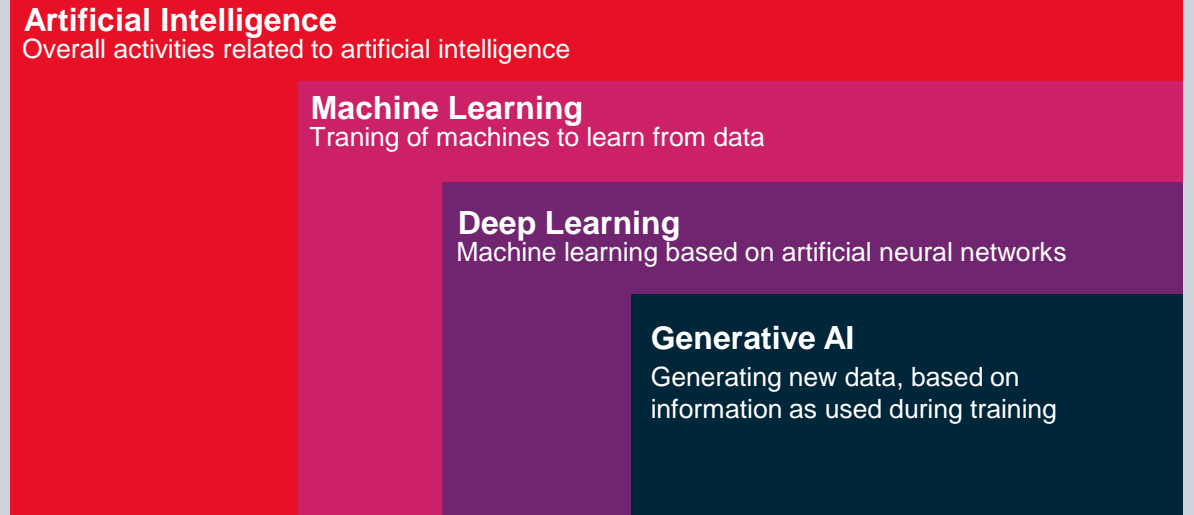 Artificial Intelligence
Overall activities related to artificial intelligence
Machine Learning
Traning of machines to learn from data
Deep Learning
Machine learning based on artificial neural networks
Generative AI
Generating new data, based on
information as used during training